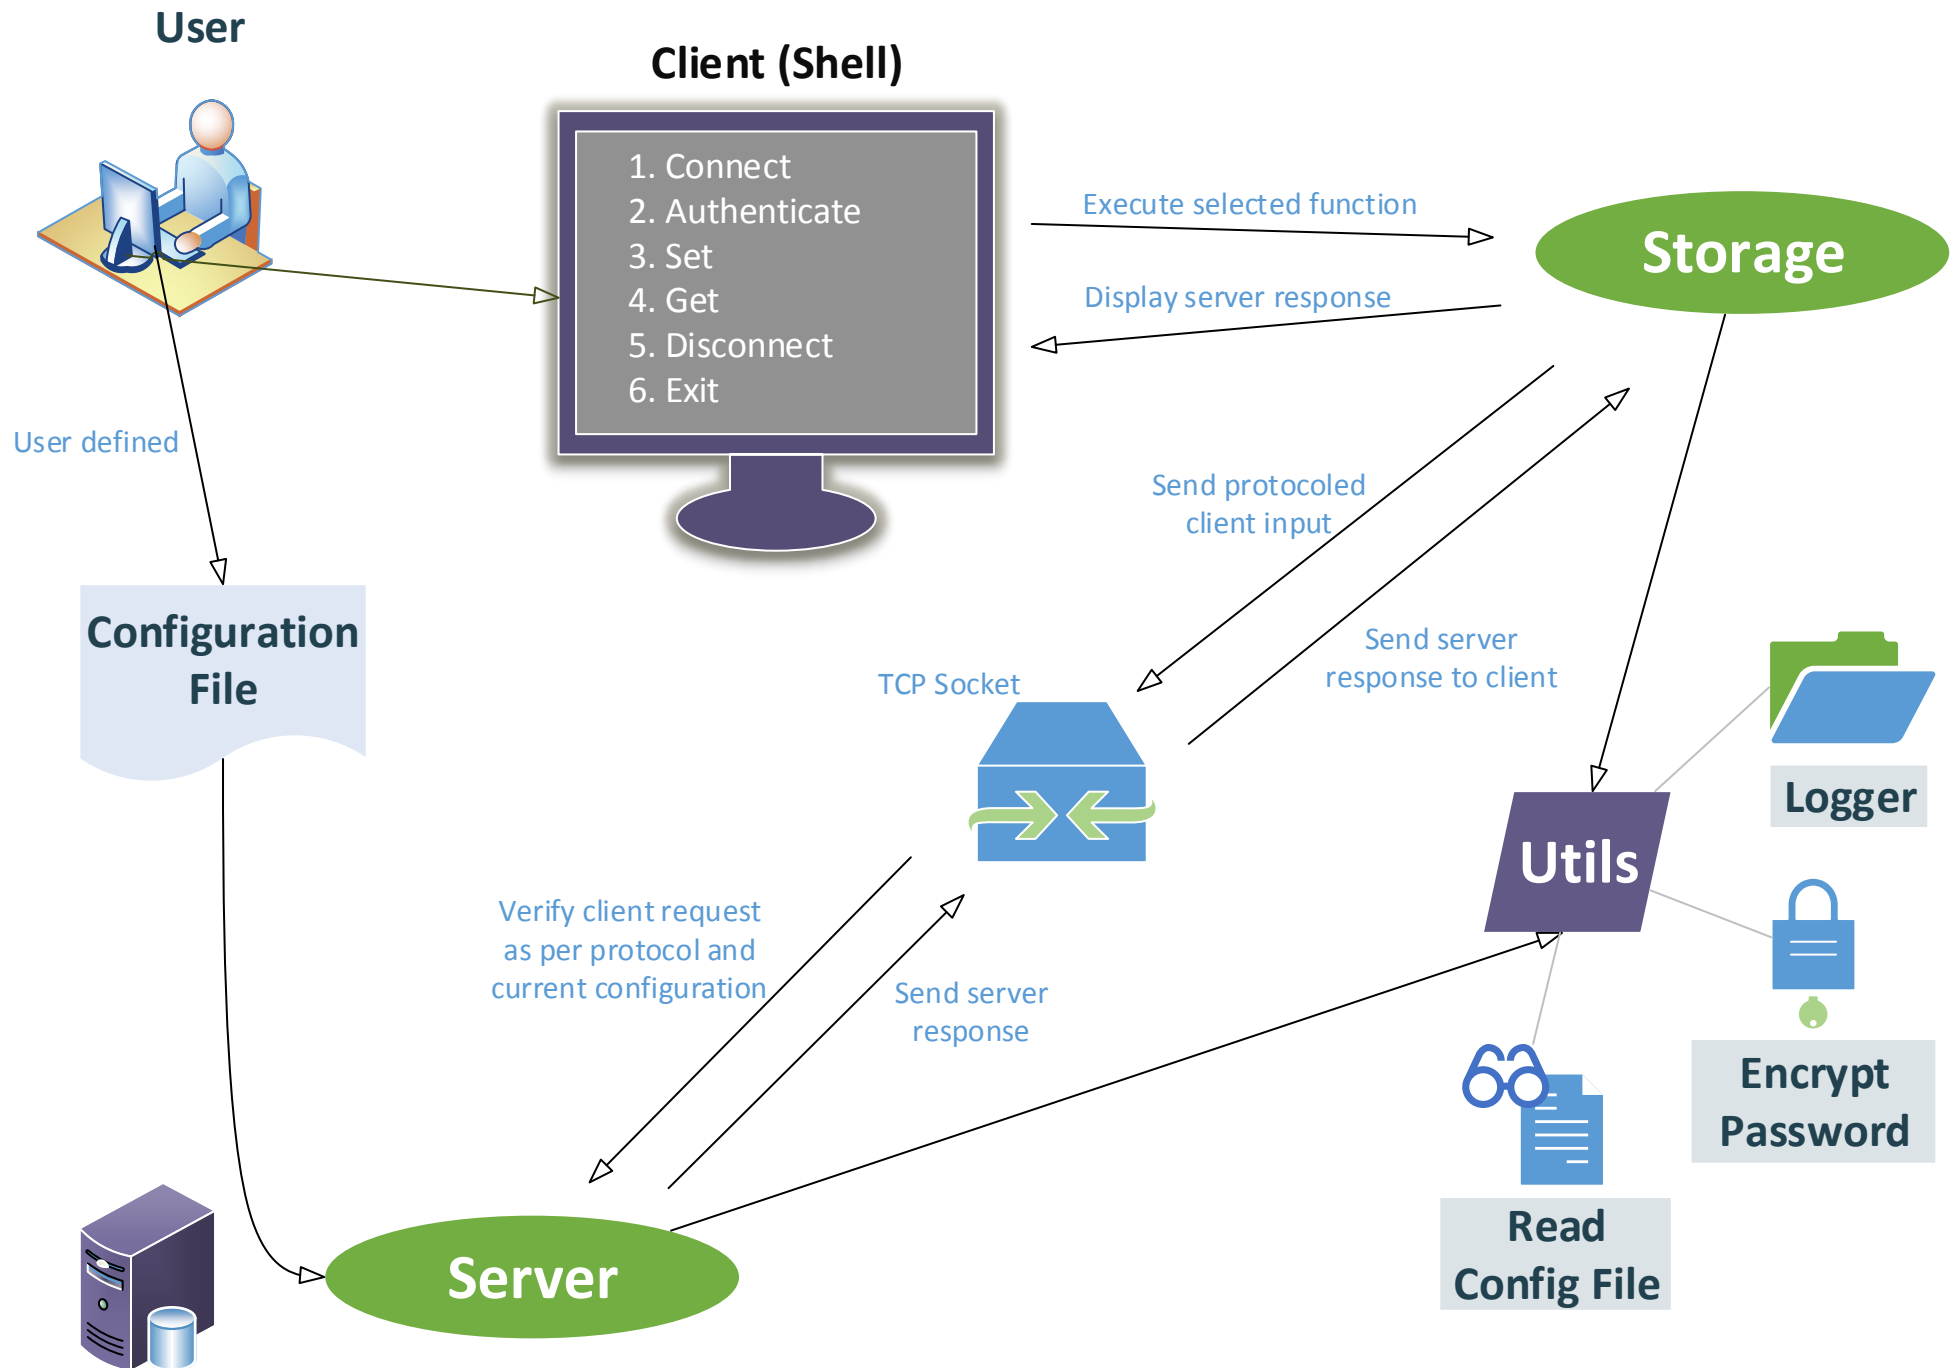 User
Client (Shell)
1. Connect
2. Authenticate
3. Set
4. Get
5. Disconnect
6. Exit
Execute selected function
Storage
Display server response
User defined
Send protocoled
client input
Configuration
File
Send server
response to client
TCP Socket
Logger
Utils
Verify client request
as per protocol and
current configuration
Send server
response
Encrypt
Password
Read
Config File
Server